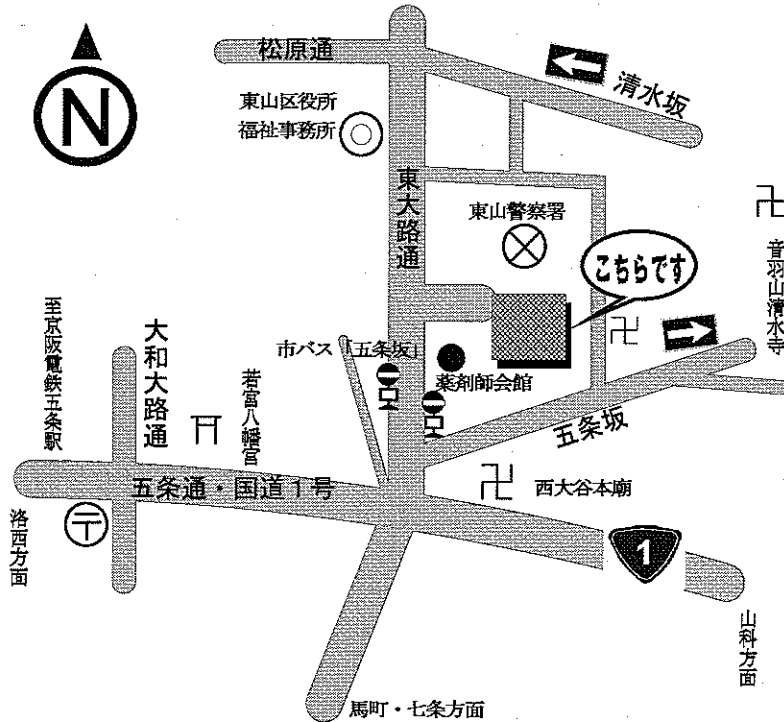 N
松原通
清水坂
東山区役所
福祉事務所
東大路通
東山警察署
こちらです
音羽山清水寺
市バス「五条坂」
薬剤師会館
五条坂
至京阪電鉄五条駅
大和大路通
若宮八幡宮
五条通・国道1号
西大谷本廟
洛西方面
1
山科方面
馬町・七条方面